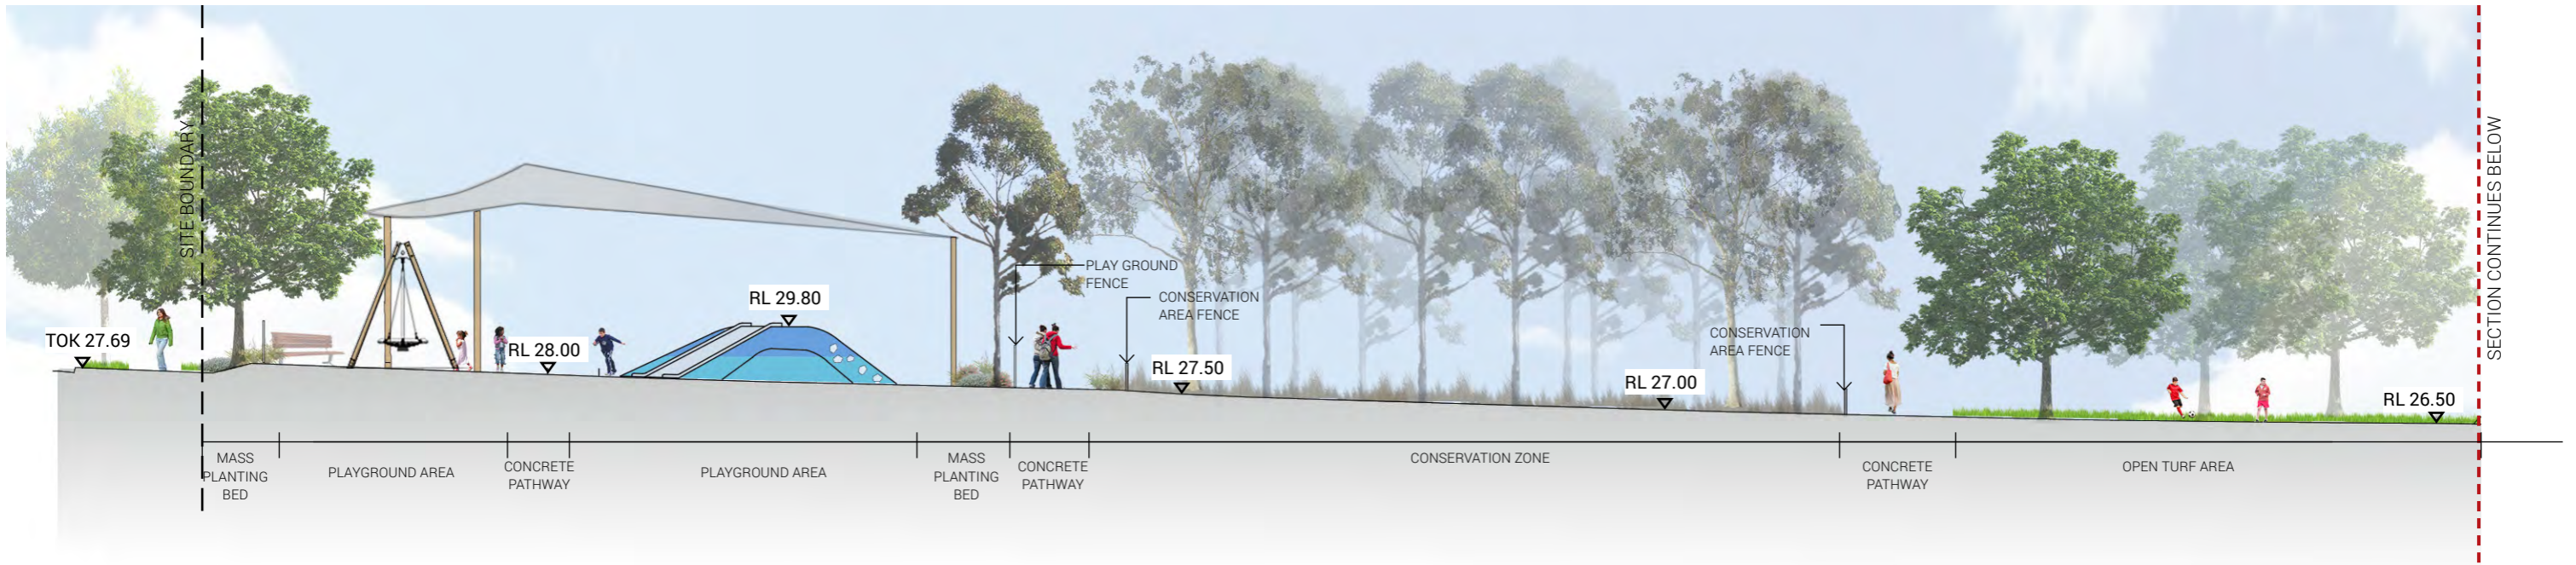 SITE BOUNDARY
SECTION CONTINUES BELOW
PLAY GROUND
FENCE
CONSERVATION
AREA FENCE
CONSERVATION
AREA FENCE
TOK 27.69
RL 28.00
RL 29.80
RL 27.50
RL 27.00
RL 26.50
MASS
PLANTING
BED
PLAYGROUND AREA
CONCRETE
PATHWAY
PLAYGROUND AREA
MASS
PLANTING
BED
CONCRETE
PATHWAY
CONSERVATION ZONE
CONCRETE
PATHWAY
OPEN TURF AREA